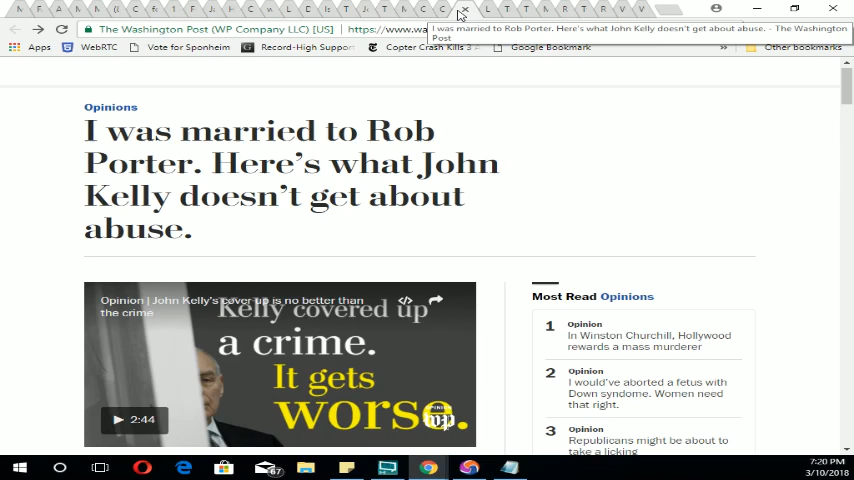 The Washington Post (WP Company LLC) [US] | https://www.wa
I was married to Rob Porter. Here's what John Kelly doesn't get about abuse. - The Washington
Post
Apps WebRTC Vote for Sponheim Record-High Suppor Copter Crash Kills 3 Google Bookmark » Other bookmarks
Opinions
I was married to Rob
Porter. Here's what John
Kelly doesn't get about
abuse.
Opinion | John Kelly's cover-up is no better than
the crime
Kelly covered up
a crime.
It gets
worse.
OPINIONS
wp
2:44
Most Read Opinions
1 Opinion
In Winston Churchill, Hollywood
rewards a mass murderer
2 Opinion
I would've aborted a fetus with
Down syndome. Women need
that right.
3 Opinion
Republicans might be about to
take a licking
67
7:20 PM
3/10/2018